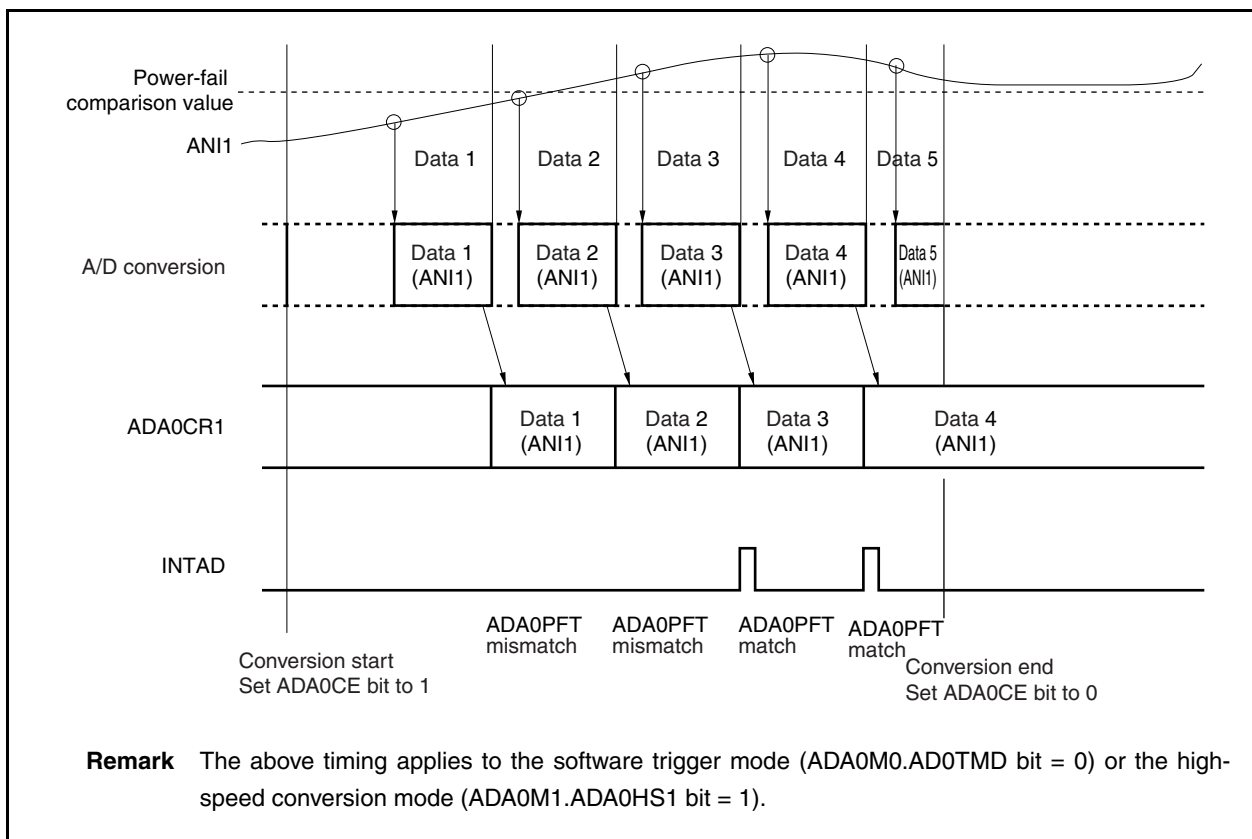 Power-fail
comparison value
ANI1
Data 1
Data 2
Data 3
Data 4
Data 5
A/D conversion
Data 1
(ANI1)
Data 2
(ANI1)
Data 3
(ANI1)
Data 4
(ANI1)
Data 5
(ANI1)
ADA0CR1
Data 1
(ANI1)
Data 2
(ANI1)
Data 3
(ANI1)
Data 4
(ANI1)
INTAD
ADA0PFT
mismatch
ADA0PFT
mismatch
ADA0PFT
match
ADA0PFT
match
Conversion start
Set ADA0CE bit to 1
Conversion end
Set ADA0CE bit to 0
Remark The above timing applies to the software trigger mode (ADA0M0.AD0TMD bit = 0) or the high-
speed conversion mode (ADA0M1.ADA0HS1 bit = 1).